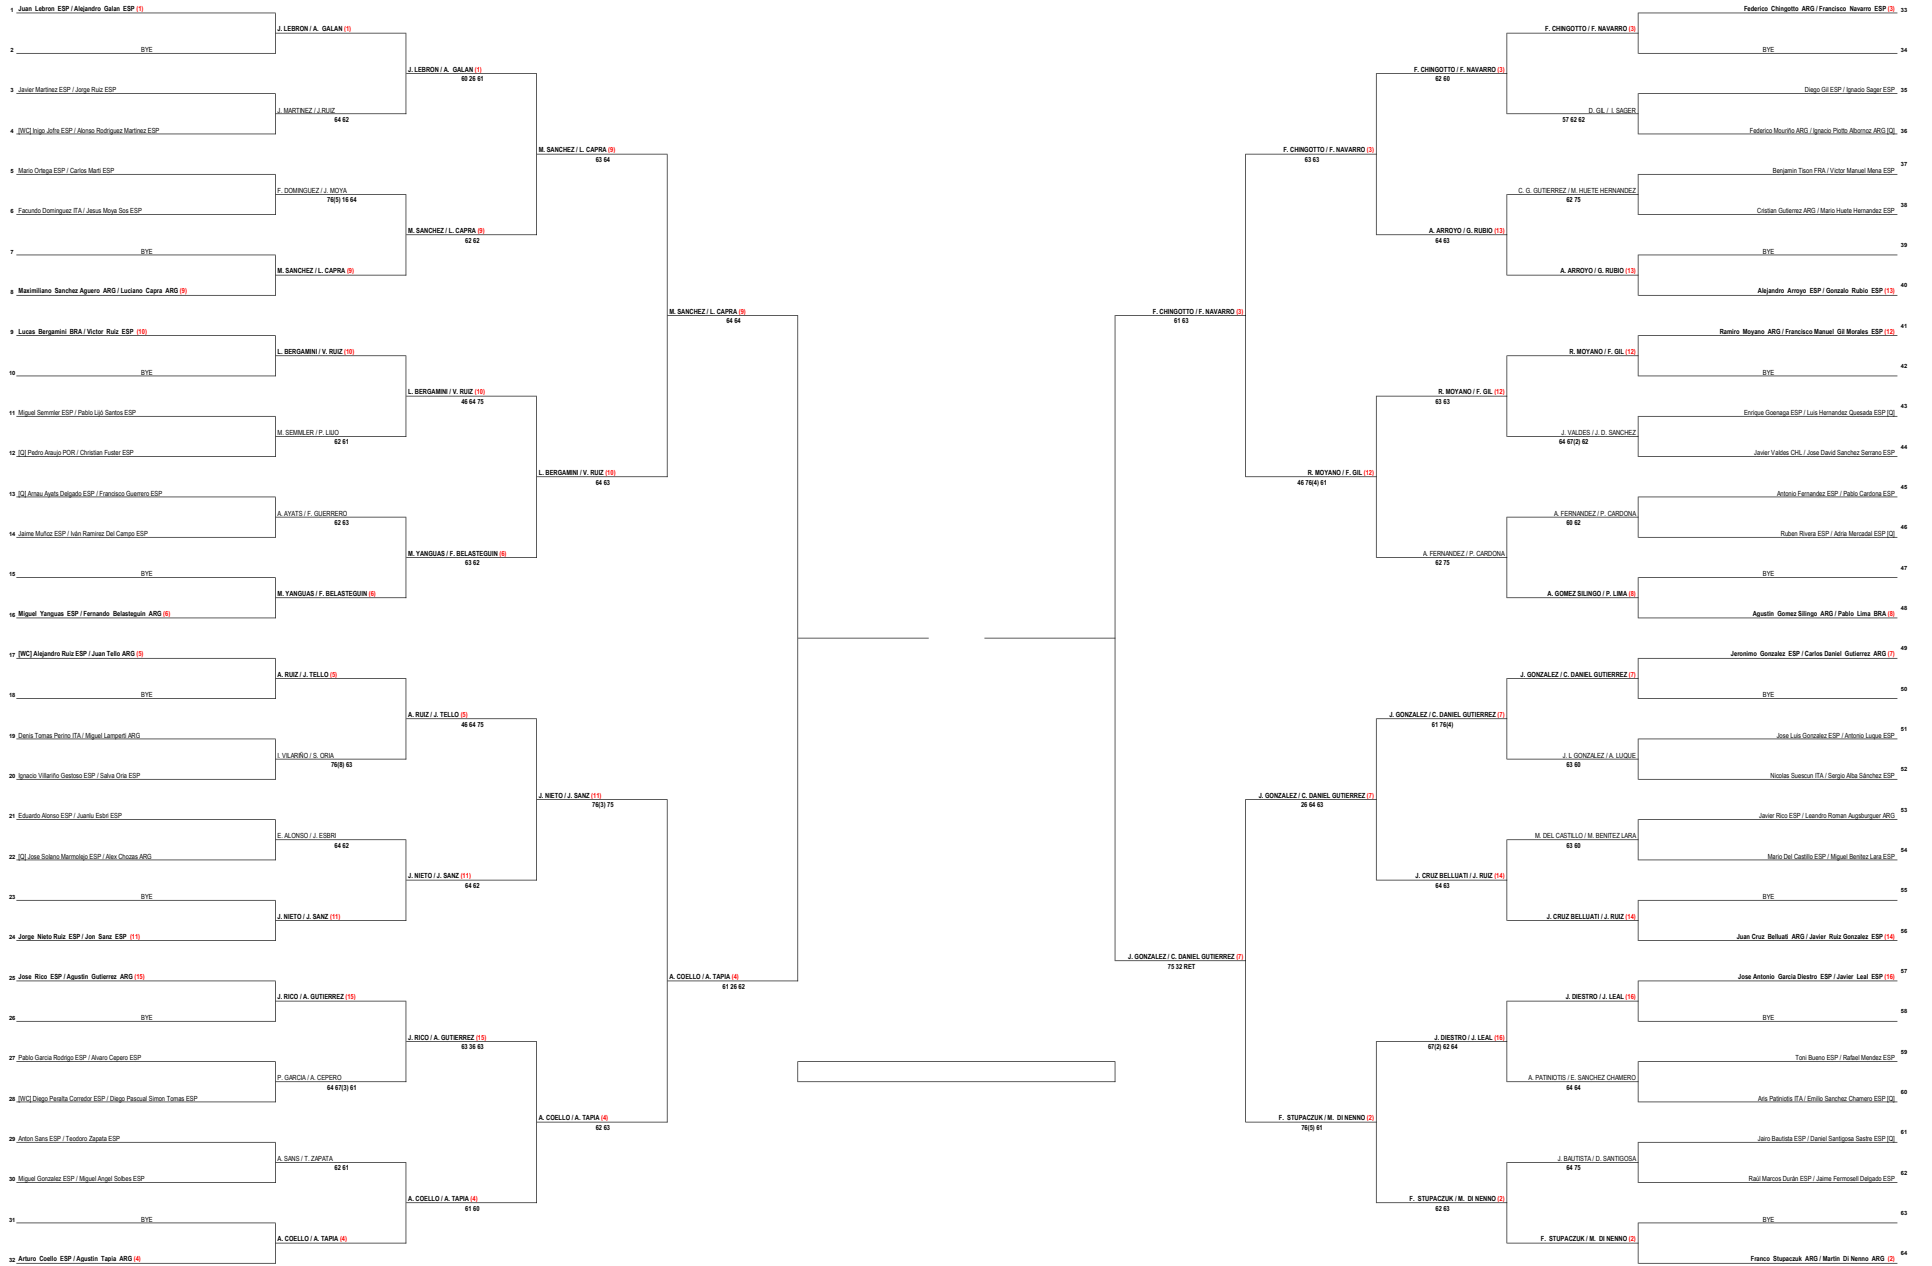 1 Juan Lebron ESP / Alejandro Galan ESP (1)
J. LEBRON / A. GALAN (1)
2 BYE
J. LEBRON / A. GALAN (1)
60 26 61
3 Javier Martinez ESP / Jorge Ruiz ESP
J. MARTINEZ / J.RUIZ
64 62
4 [WC] Inigo Jofre ESP / Alonso Rodriguez Martinez ESP
M. SANCHEZ / L. CAPRA (9)
63 64
5 Mario Ortega ESP / Carlos Marti ESP
F. DOMINGUEZ / J. MOYA
76(5) 16 64
6 Facundo Dominguez ITA / Jesus Moya Sos ESP
M. SANCHEZ / L. CAPRA (9)
62 62
7 BYE
M. SANCHEZ / L. CAPRA (9)
8 Maximiliano Sanchez Aguero ARG / Luciano Capra ARG (9)
M. SANCHEZ / L. CAPRA (9)
64 64
9 Lucas Bergamini BRA / Victor Ruiz ESP (10)
L. BERGAMINI / V. RUIZ (10)
10 BYE
L. BERGAMINI / V. RUIZ (10)
46 64 75
11 Miguel Semmler ESP / Pablo Lijó Santos ESP
M. SEMMLER / P. LIJO
62 61
12 [Q] Pedro Araujo POR / Christian Fuster ESP
L. BERGAMINI / V. RUIZ (10)
64 63
13 [Q] Arnau Ayats Delgado ESP / Francisco Guerrero ESP
A. AYATS / F. GUERRERO
62 63
14 Jaime Muñoz ESP / Iván Ramirez Del Campo ESP
M. YANGUAS / F. BELASTEGUIN (6)
63 62
15 BYE
M. YANGUAS / F. BELASTEGUIN (6)
16 Miguel Yanguas ESP / Fernando Belasteguin ARG (6)
17 [WC] Alejandro Ruiz ESP / Juan Tello ARG (5)
A. RUIZ / J. TELLO (5)
18 BYE
A. RUIZ / J. TELLO (5)
46 64 75
19 Denis Tomas Perino ITA / Miguel Lamperti ARG
I. VILARIÑO / S. ORIA
76(8) 63
20 Ignacio Villariño Gestoso ESP / Salva Oria ESP
J. NIETO / J. SANZ (11)
76(3) 75
21 Eduardo Alonso ESP / Juanlu Esbri ESP
E. ALONSO / J. ESBRI
64 62
22 [Q] Jose Solano Marmolejo ESP / Alex Chozas ARG
J. NIETO / J. SANZ (11)
64 62
23 BYE
J. NIETO / J. SANZ (11)
24 Jorge Nieto Ruiz ESP / Jon Sanz ESP (11)
25 Jose Rico ESP / Agustin Gutierrez ARG (15)
A. COELLO / A. TAPIA (4)
61 26 62
J. RICO / A. GUTIERREZ (15)
26 BYE
J. RICO / A. GUTIERREZ (15)
63 36 63
27 Pablo Garcia Rodrigo ESP / Alvaro Cepero ESP
P. GARCIA / A. CEPERO
64 67(3) 61
28 [WC] Diego Peralta Corredor ESP / Diego Pascual Simon Tomas ESP
A. COELLO / A. TAPIA (4)
62 63
29 Anton Sans ESP / Teodoro Zapata ESP
A. SANS / T. ZAPATA
62 61
30 Miguel Gonzalez ESP / Miguel Angel Solbes ESP
A. COELLO / A. TAPIA (4)
61 60
31 BYE
A. COELLO / A. TAPIA (4)
32 Arturo Coello ESP / Agustin Tapia ARG (4)
Federico Chingotto ARG / Francisco Navarro ESP (3) 33
F. CHINGOTTO / F. NAVARRO (3)
BYE 34
F. CHINGOTTO / F. NAVARRO (3)
62 60
Diego Gil ESP / Ignacio Sager ESP 35
D. GIL / I. SAGER
57 62 62
Federico Mouriño ARG / Ignacio Piotto Albornoz ARG [Q] 36
F. CHINGOTTO / F. NAVARRO (3)
63 63
Benjamin Tison FRA / Victor Manuel Mena ESP 37
C. G. GUTIERREZ / M. HUETE HERNANDEZ
62 75
Cristian Gutierrez ARG / Mario Huete Hernandez ESP 38
A. ARROYO / G. RUBIO (13)
64 63
BYE 39
A. ARROYO / G. RUBIO (13)
Alejandro Arroyo ESP / Gonzalo Rubio ESP (13) 40
F. CHINGOTTO / F. NAVARRO (3)
61 63
Ramiro Moyano ARG / Francisco Manuel Gil Morales ESP (12) 41
R. MOYANO / F. GIL (12)
BYE 42
R. MOYANO / F. GIL (12)
63 63
Enrique Goenaga ESP / Luis Hernandez Quesada ESP [Q] 43
J. VALDES / J. D. SANCHEZ
64 67(2) 62
Javier Valdes CHL / Jose David Sanchez Serrano ESP 44
R. MOYANO / F. GIL (12)
46 76(4) 61
Antonio Fernandez ESP / Pablo Cardona ESP 45
A. FERNANDEZ / P. CARDONA
60 62
Ruben Rivera ESP / Adria Mercadal ESP [Q] 46
A. FERNANDEZ / P. CARDONA
62 75
BYE 47
A. GOMEZ SILINGO / P. LIMA (8)
Agustin Gomez Silingo ARG / Pablo Lima BRA (8) 48
Jeronimo Gonzalez ESP / Carlos Daniel Gutierrez ARG (7) 49
J. GONZALEZ / C. DANIEL GUTIERREZ (7)
BYE 50
J. GONZALEZ / C. DANIEL GUTIERREZ (7)
61 76(4)
Jose Luis Gonzalez ESP / Antonio Luque ESP 51
J. L GONZALEZ / A. LUQUE
63 60
Nicolas Suescun ITA / Sergio Alba Sánchez ESP 52
J. GONZALEZ / C. DANIEL GUTIERREZ (7)
26 64 63
Javier Rico ESP / Leandro Roman Augsburguer ARG 53
M. DEL CASTILLO / M. BENITEZ LARA
63 60
Mario Del Castillo ESP / Miguel Benitez Lara ESP 54
J. CRUZ BELLUATI / J. RUIZ (14)
64 63
BYE 55
J. CRUZ BELLUATI / J. RUIZ (14)
Juan Cruz Belluati ARG / Javier Ruiz Gonzalez ESP (14) 56
J. GONZALEZ / C. DANIEL GUTIERREZ (7)
75 32 RET
Jose Antonio Garcia Diestro ESP / Javier Leal ESP (16) 57
J. DIESTRO / J. LEAL (16)
BYE 58
J. DIESTRO / J. LEAL (16)
67(2) 62 64
Toni Bueno ESP / Rafael Mendez ESP 59
A. PATINIOTIS / E. SANCHEZ CHAMERO
64 64
Aris Patiniotis ITA / Emilio Sanchez Chamero ESP [Q] 60
F. STUPACZUK / M. DI NENNO (2)
76(5) 61
Jairo Bautista ESP / Daniel Santigosa Sastre ESP [Q] 61
J. BAUTISTA / D. SANTIGOSA
64 75
Raúl Marcos Durán ESP / Jaime Fermosell Delgado ESP 62
F. STUPACZUK / M. DI NENNO (2)
62 63
BYE 63
F. STUPACZUK / M. DI NENNO (2)
Franco Stupaczuk ARG / Martin Di Nenno ARG (2) 64